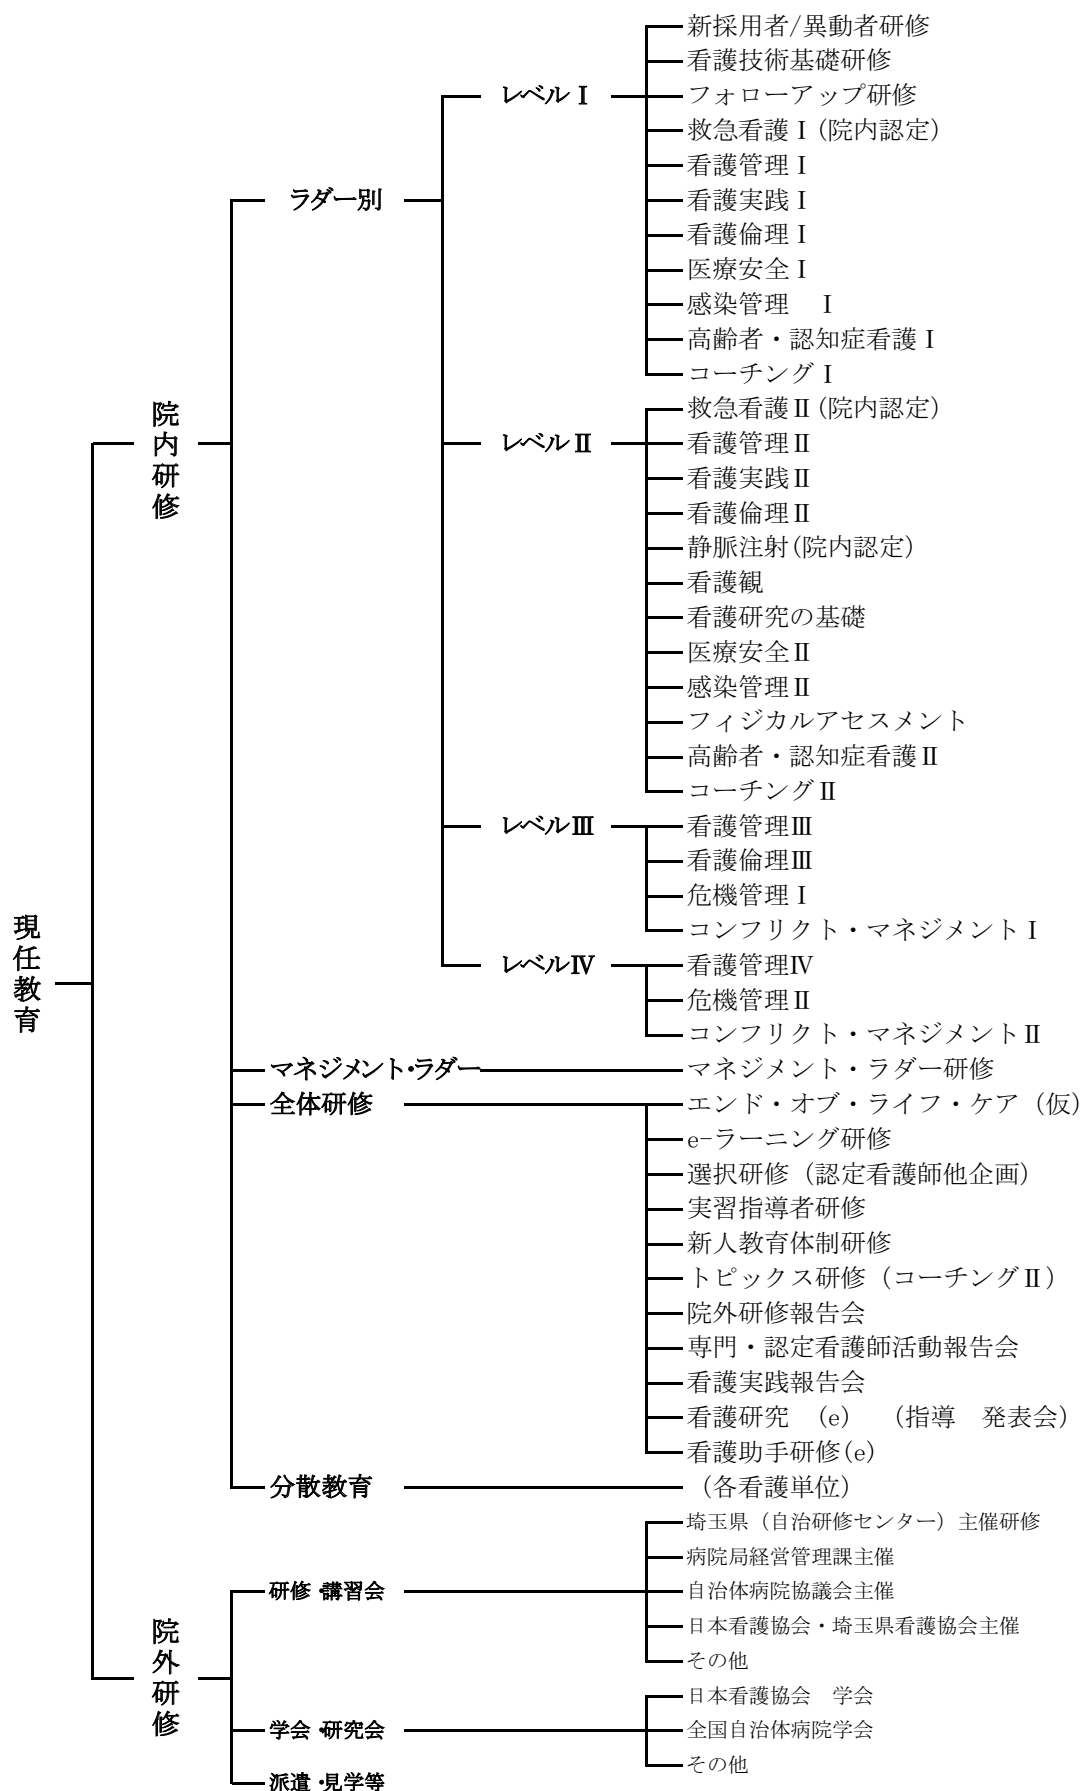 現任教育
院内研修
ラダー別
レベルⅠ
新採用者/異動者研修
看護技術基礎研修
フォローアップ研修
救急看護Ⅰ(院内認定)
看護管理Ⅰ
看護実践Ⅰ
看護倫理Ⅰ
医療安全Ⅰ
感染管理　Ⅰ
高齢者・認知症看護Ⅰ
コーチングⅠ
レベルⅡ
救急看護Ⅱ(院内認定)
看護管理Ⅱ
看護実践Ⅱ
看護倫理Ⅱ
静脈注射(院内認定)
看護観
看護研究の基礎
医療安全Ⅱ
感染管理Ⅱ
フィジカルアセスメント
高齢者・認知症看護Ⅱ
コーチングⅡ
レベルⅢ
看護管理Ⅲ
看護倫理Ⅲ
危機管理Ⅰ
コンフリクト・マネジメントⅠ
レベルⅣ
看護管理Ⅳ
危機管理Ⅱ
コンフリクト・マネジメントⅡ
マネジメント・ラダー
マネジメント・ラダー研修
全体研修
エンド・オブ・ライフ・ケア（仮）
e-ラーニング研修
選択研修（認定看護師他企画）
実習指導者研修
新人教育体制研修
トピックス研修（コーチングⅡ）
院外研修報告会
専門・認定看護師活動報告会
看護実践報告会
看護研究　（e）　（指導　発表会）
看護助手研修(e)
分散教育
（各看護単位）
院外研修
研修・講習会
埼玉県（自治研修センター）主催研修
病院局経営管理課主催
自治体病院協議会主催
日本看護協会・埼玉県看護協会主催
その他
学会・研究会
日本看護協会　学会
全国自治体病院学会
その他
派遣・見学等